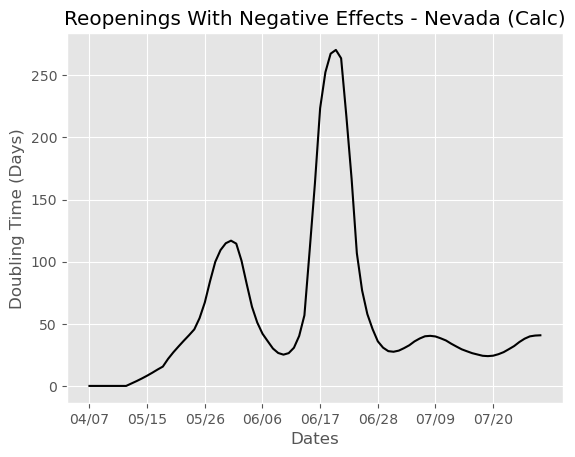 Reopenings With Negative Effects - Nevada (Calc)
250
200
150
100
50
0
Doubling Time (Days)
04/07 05/15 05/26 06/06 06/17 06/28 07/09 07/20
Dates